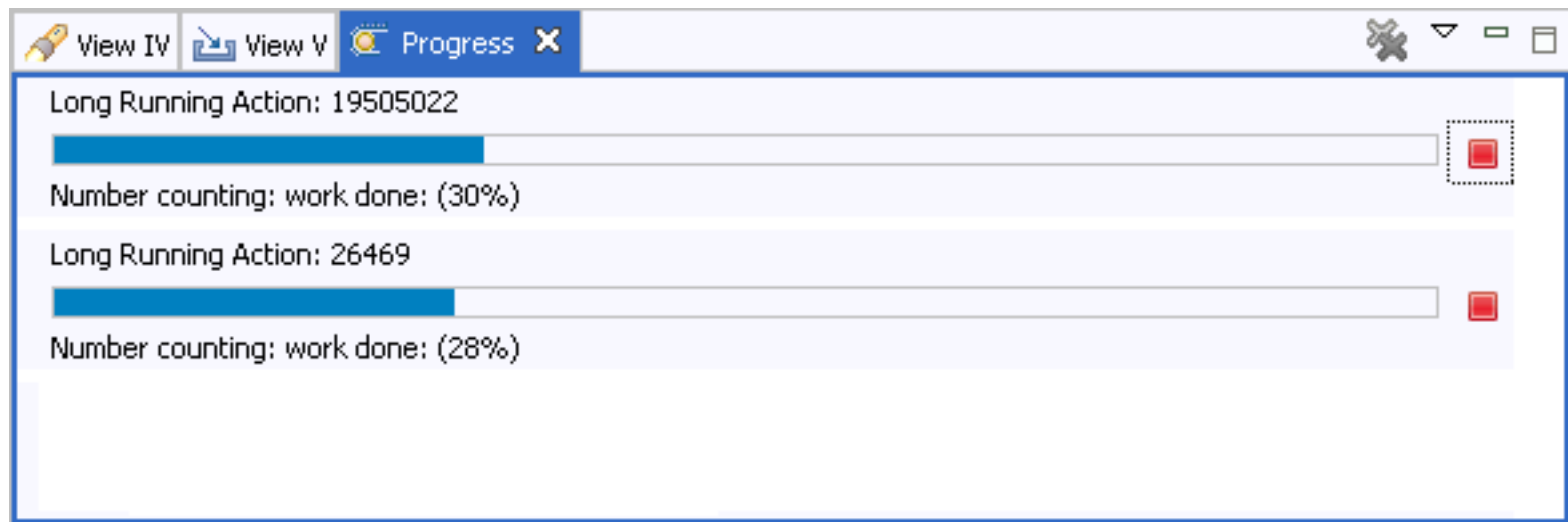 View IV View V Progress
Long Running Action: 19505022
Number counting: work done: (30%)
Long Running Action: 26469
Number counting: work done: (28%)